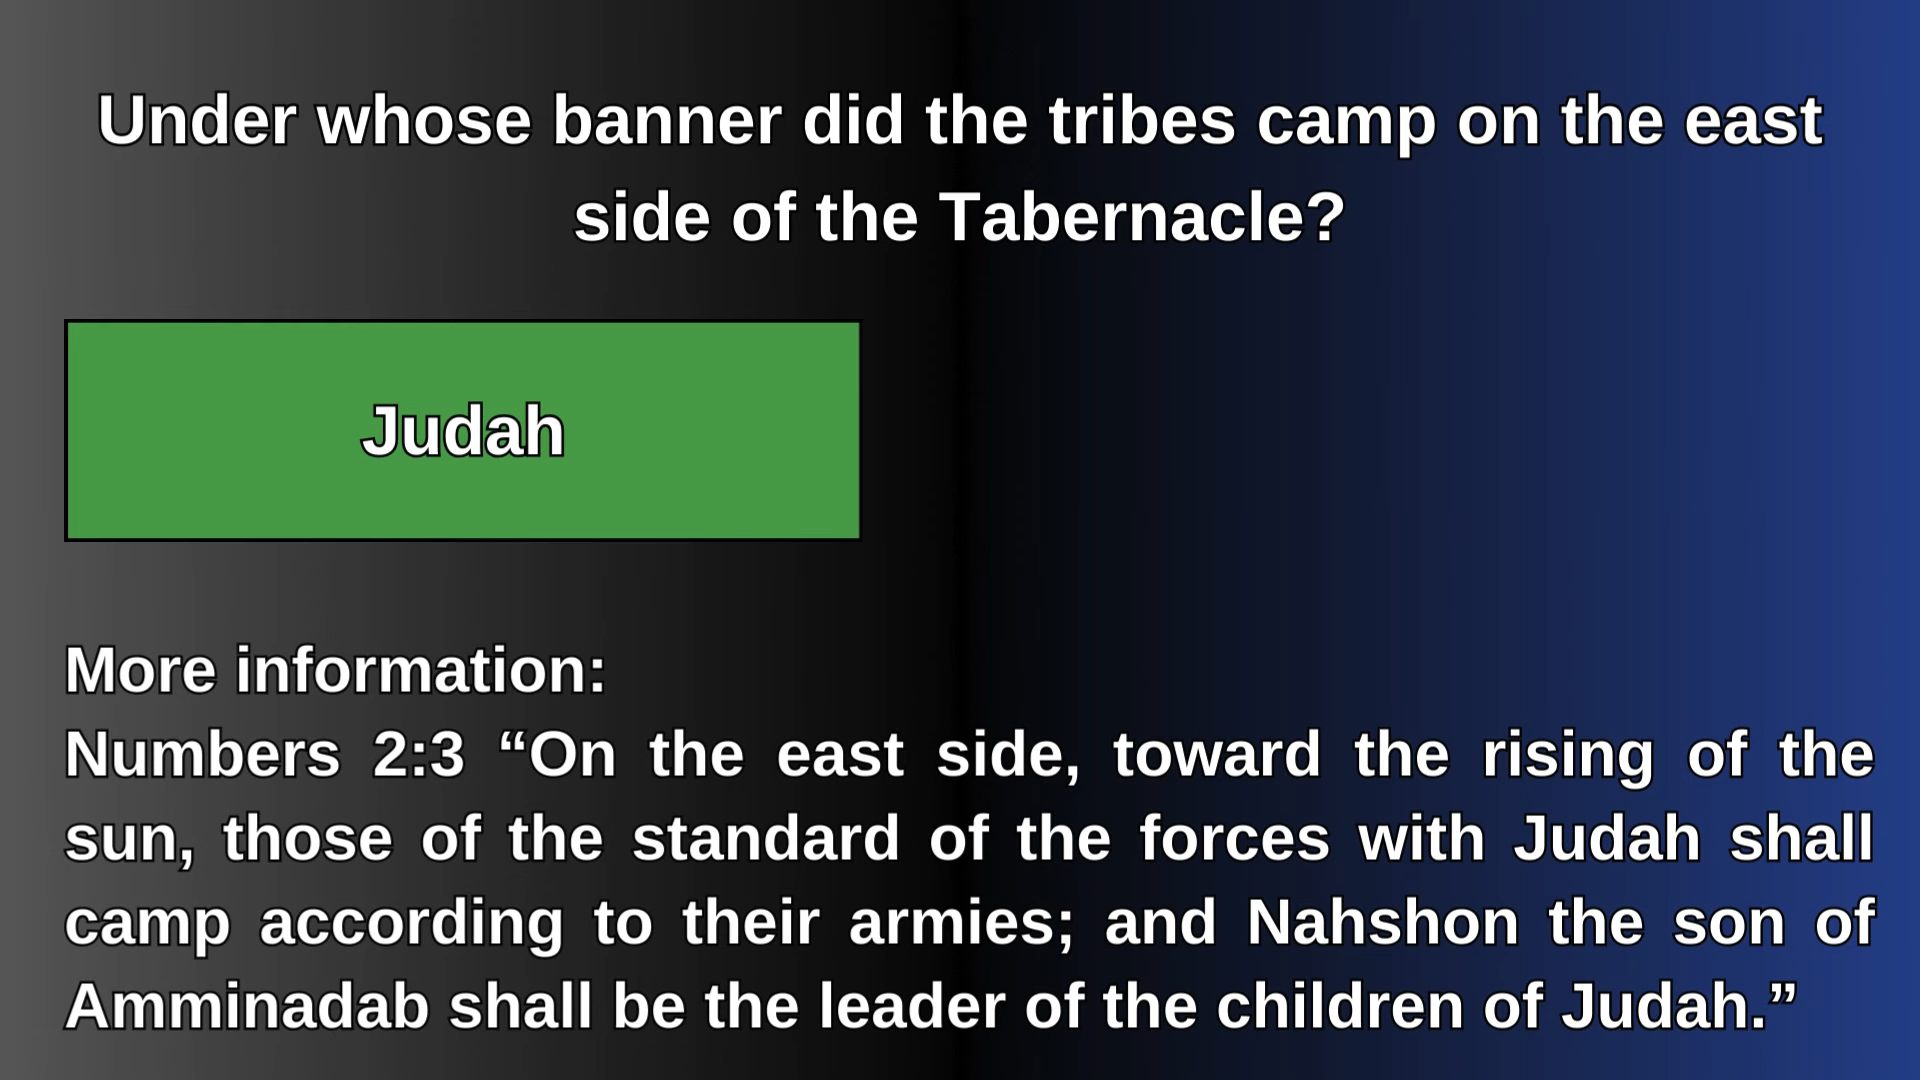 Under whose banner did the tribes camp on the east
side of the Tabernacle?
Judah
More information:
Numbers 2:3 “On the east side, toward the rising of the
sun, those of the standard of the forces with Judah shall
camp according to their armies; and Nahshon the son of
Amminadab shall be the leader of the children of Judah.”